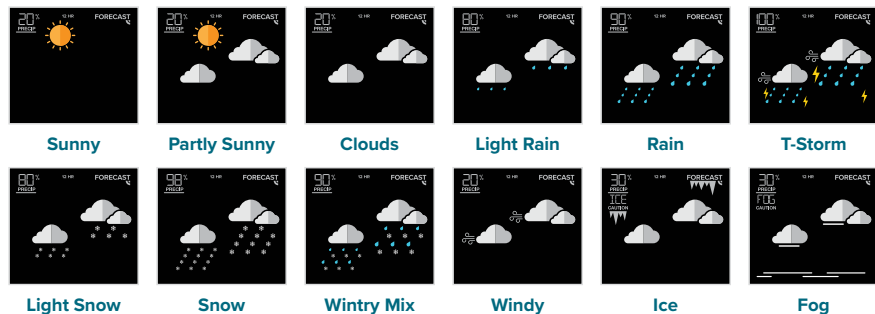 20% 12 HR FORECAST
PRECIP
Sunny
20% 12 HR FORECAST
PRECIP
Partly Sunny
20% 12 HR FORECAST
PRECIP
Clouds
80% 12 HR FORECAST
PRECIP
Light Rain
90% 12 HR FORECAST
PRECIP
Rain
100% 12 HR FORECAST
PRECIP
T-Storm
80% 12 HR FORECAST
PRECIP
Light Snow
98% 12 HR FORECAST
PRECIP
Snow
90% 12 HR FORECAST
PRECIP
Wintry Mix
20% 12 HR FORECAST
PRECIP
Windy
30% 12 HR FORECAST
PRECIP
ICE
CAUTION
Ice
30% 12 HR FORECAST
PRECIP
FOG
CAUTION
Fog